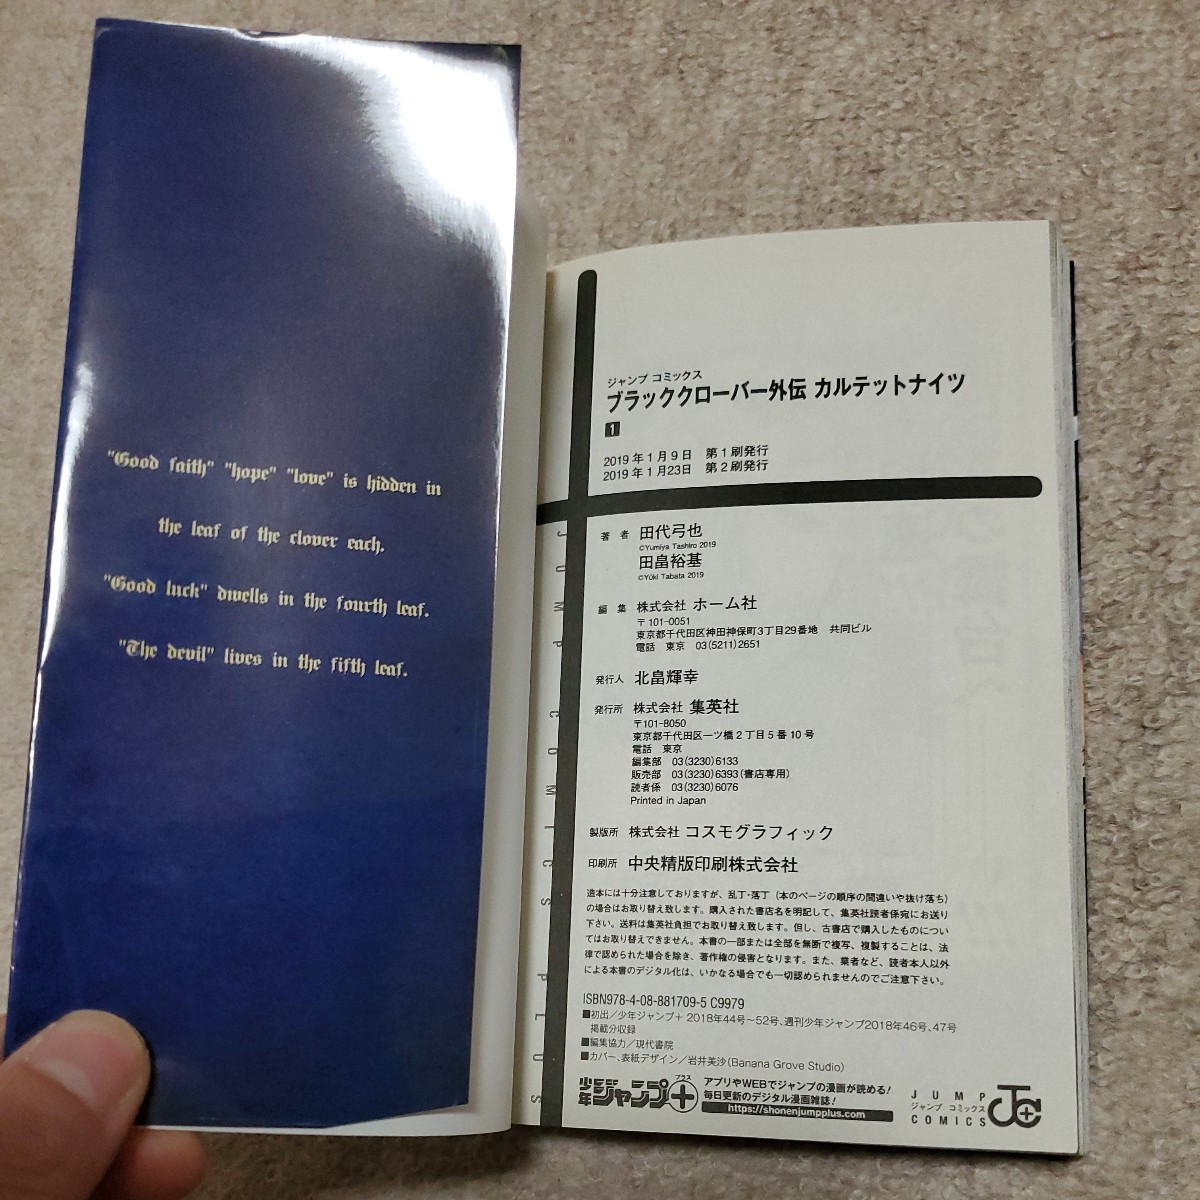 "Good faith" "hope" "love" is hidden in
the leaf of the clover each.
"Good luck" dwells in the fourth leaf.
"The devil" lives in the fifth leaf.
JUMP COMICS PLUS
ジャンプ コミックス
ブラッククローバー外伝 カルテットナイツ
1
2019年1月9日 第1刷発行
2019年1月23日 第2刷発行
著 者 田代弓也
©Yumiya Tashiro 2019
田畠裕基
©Yūki Tabata 2019
編 集 株式会社 ホーム社
〒101-0051
東京都千代田区神田神保町3丁目29番地 共同ビル
電話 東京 03(5211)2651
発行人 北畠輝幸
発行所 株式会社 集英社
〒101-8050
東京都千代田区一ツ橋2丁目5番10号
電話 東京
編集部 03(3230)6133
販売部 03(3230)6393(書店専用)
読者係 03(3230)6076
Printed in Japan
製版所 株式会社 コスモグラフィック
印刷所 中央精版印刷株式会社
造本には十分注意しておりますが、乱丁・落丁(本のページの順序の間違いや抜け落ち)
の場合はお取り替え致します。購入された書店名を明記して、集英社読者係宛にお送り
下さい。送料は集英社負担でお取り替え致します。但し、古書店で購入したものについ
てはお取り替えできません。本書の一部または全部を無断で複写、複製することは、法
律で認められた場合を除き、著作権の侵害となります。また、業者など、読者本人以外
による本書のデジタル化は、いかなる場合でも一切認められませんのでご注意下さい。
ISBN978-4-08-881709-5 C9979
■初出/少年ジャンプ+ 2018年44号〜52号、週刊少年ジャンプ2018年46号、47号
掲載分収録
■編集協力/現代書院
■カバー、表紙デザイン/岩井美沙(Banana Grove Studio)
少年ジャンプ+
プラス
アプリやWEBでジャンプの漫画が読める!
毎日更新のデジタル漫画雑誌!
https://shonenjumpplus.com
JUMP
ジャンプ コミックス
COMICS
JC+